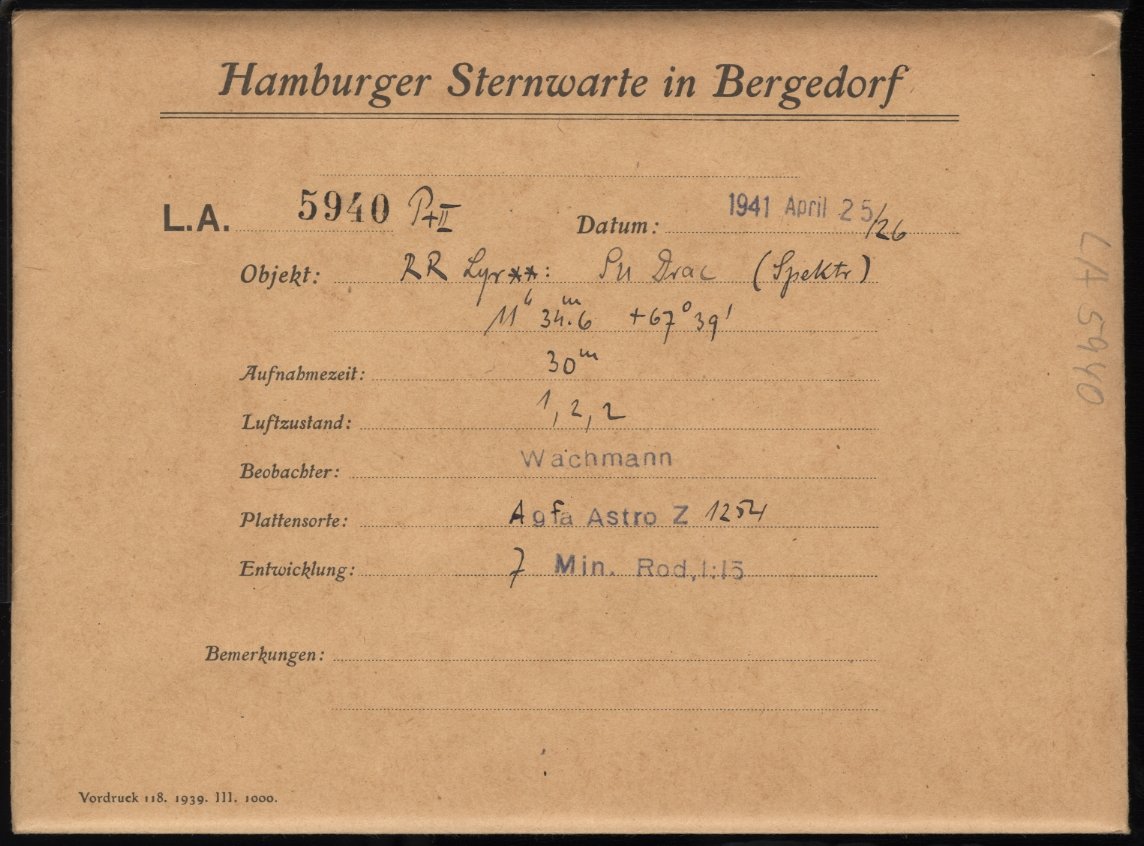 Hamburger Sternwarte in Bergedorf
L.A. 5940 P+II Datum: 1941 April 25/26
Objekt: RR Lyr**: SU Drac (Spektr)
11h 34m.6 +67° 39'
Aufnahmezeit: 30m
Luftzustand: 1, 2, 2
Beobachter: Wachmann
Plattensorte: Agfa Astro Z 1254
Entwicklung: 7 Min. Rod, 1:15
Bemerkungen:
Vordruck 118. 1939. III. 1000.
LA 5940